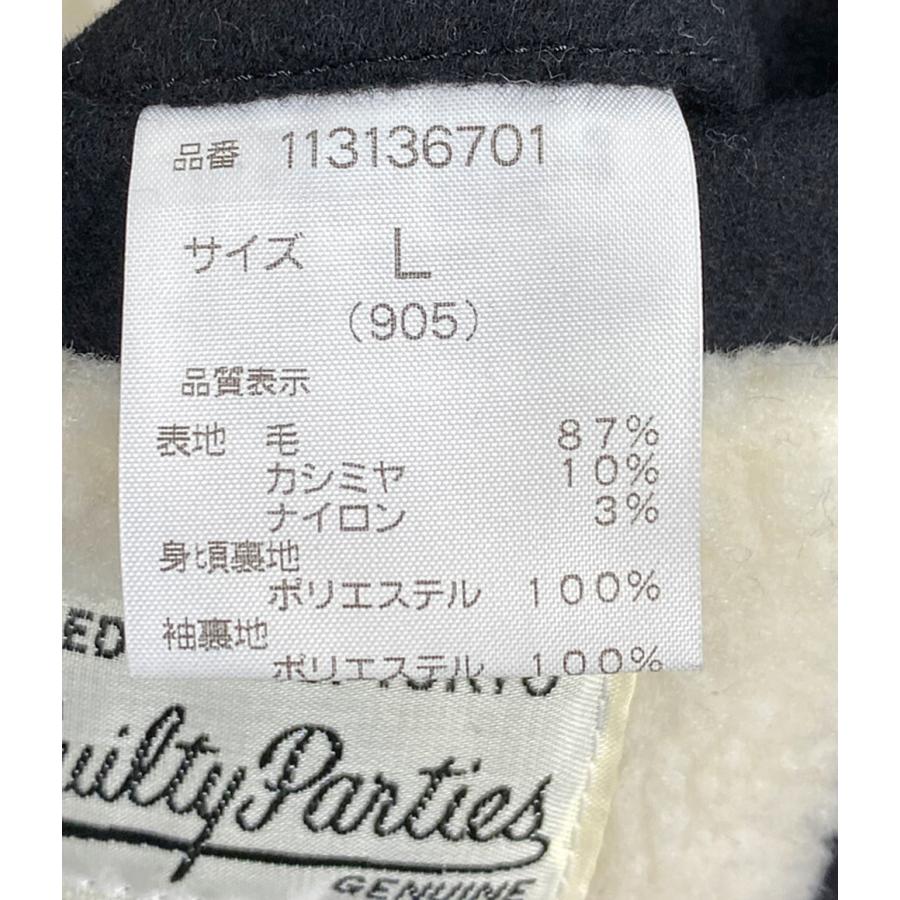 品番 113136701
サイズ L
(905)
品質表示
表地 毛 87%
カシミヤ 10%
ナイロン 3%
身頃裏地
ポリエステル 100%
袖裏地
ポリエステル 100%
Guilty Parties
GENUINE